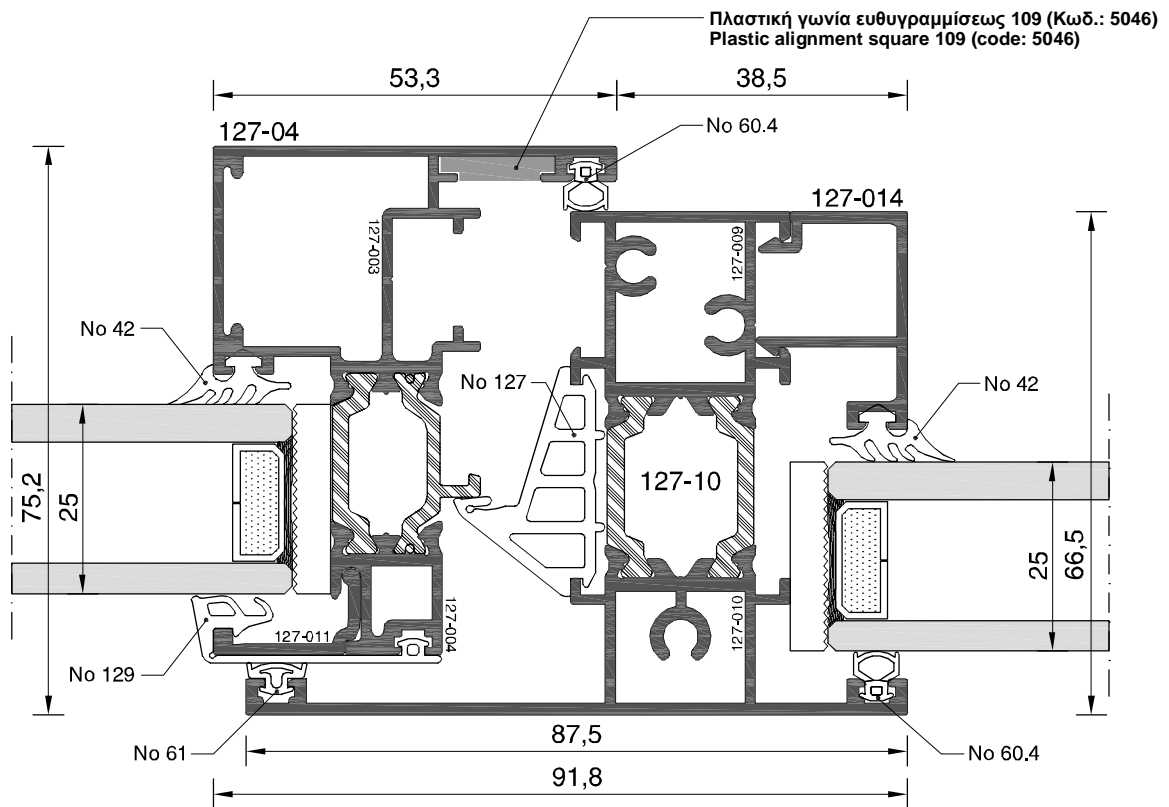 Πλαστική γωνία ευθυγραμμίσεως 109 (Κωδ.: 5046)
Plastic alignment square 109 (code: 5046)
53,3
38,5
127-04
No 60.4
127-014
127-003
127-009
No 42
No 127
No 42
75,2
25
127-10
25
66,5
127-011
127-004
127-010
No 129
No 61
87,5
No 60.4
91,8